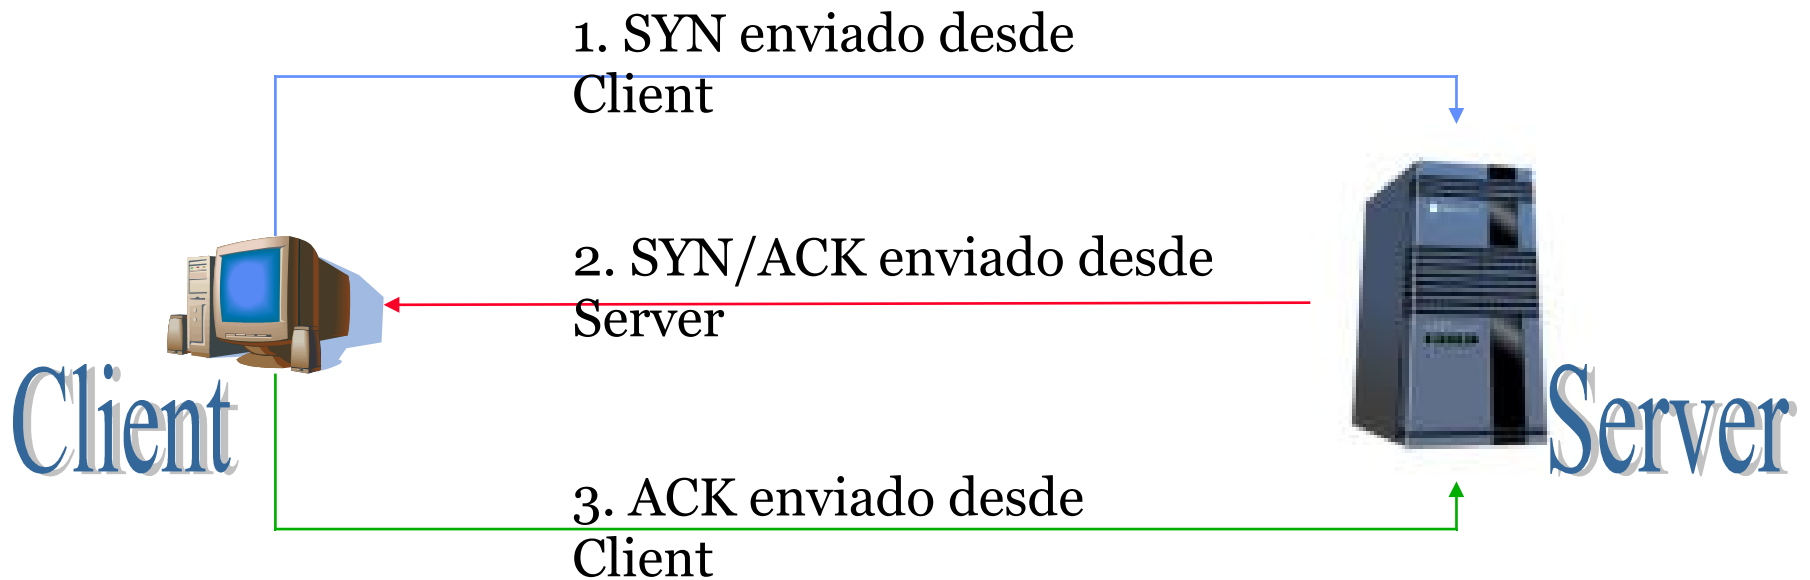 1. SYN enviado desde
Client
2. SYN/ACK enviado desde
Server
Client
Server
3. ACK enviado desde
Client